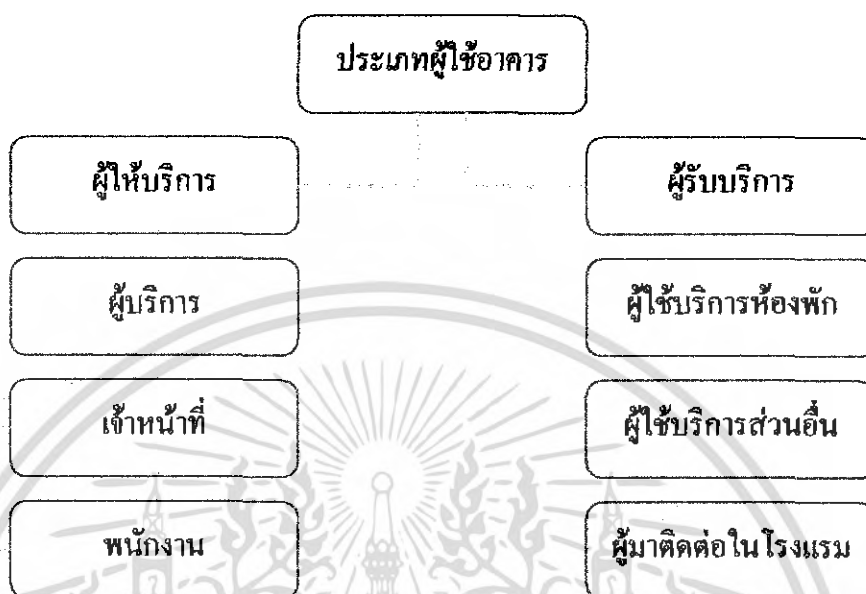 ประเภทผู้ใช้อาคาร
ผู้ให้บริการ
ผู้รับบริการ
ผู้บริการ
ผู้ใช้บริการห้องพัก
เจ้าหน้าที่
ผู้ใช้บริการส่วนอื่น
พนักงาน
ผู้มาติดต่อในโรงแรม